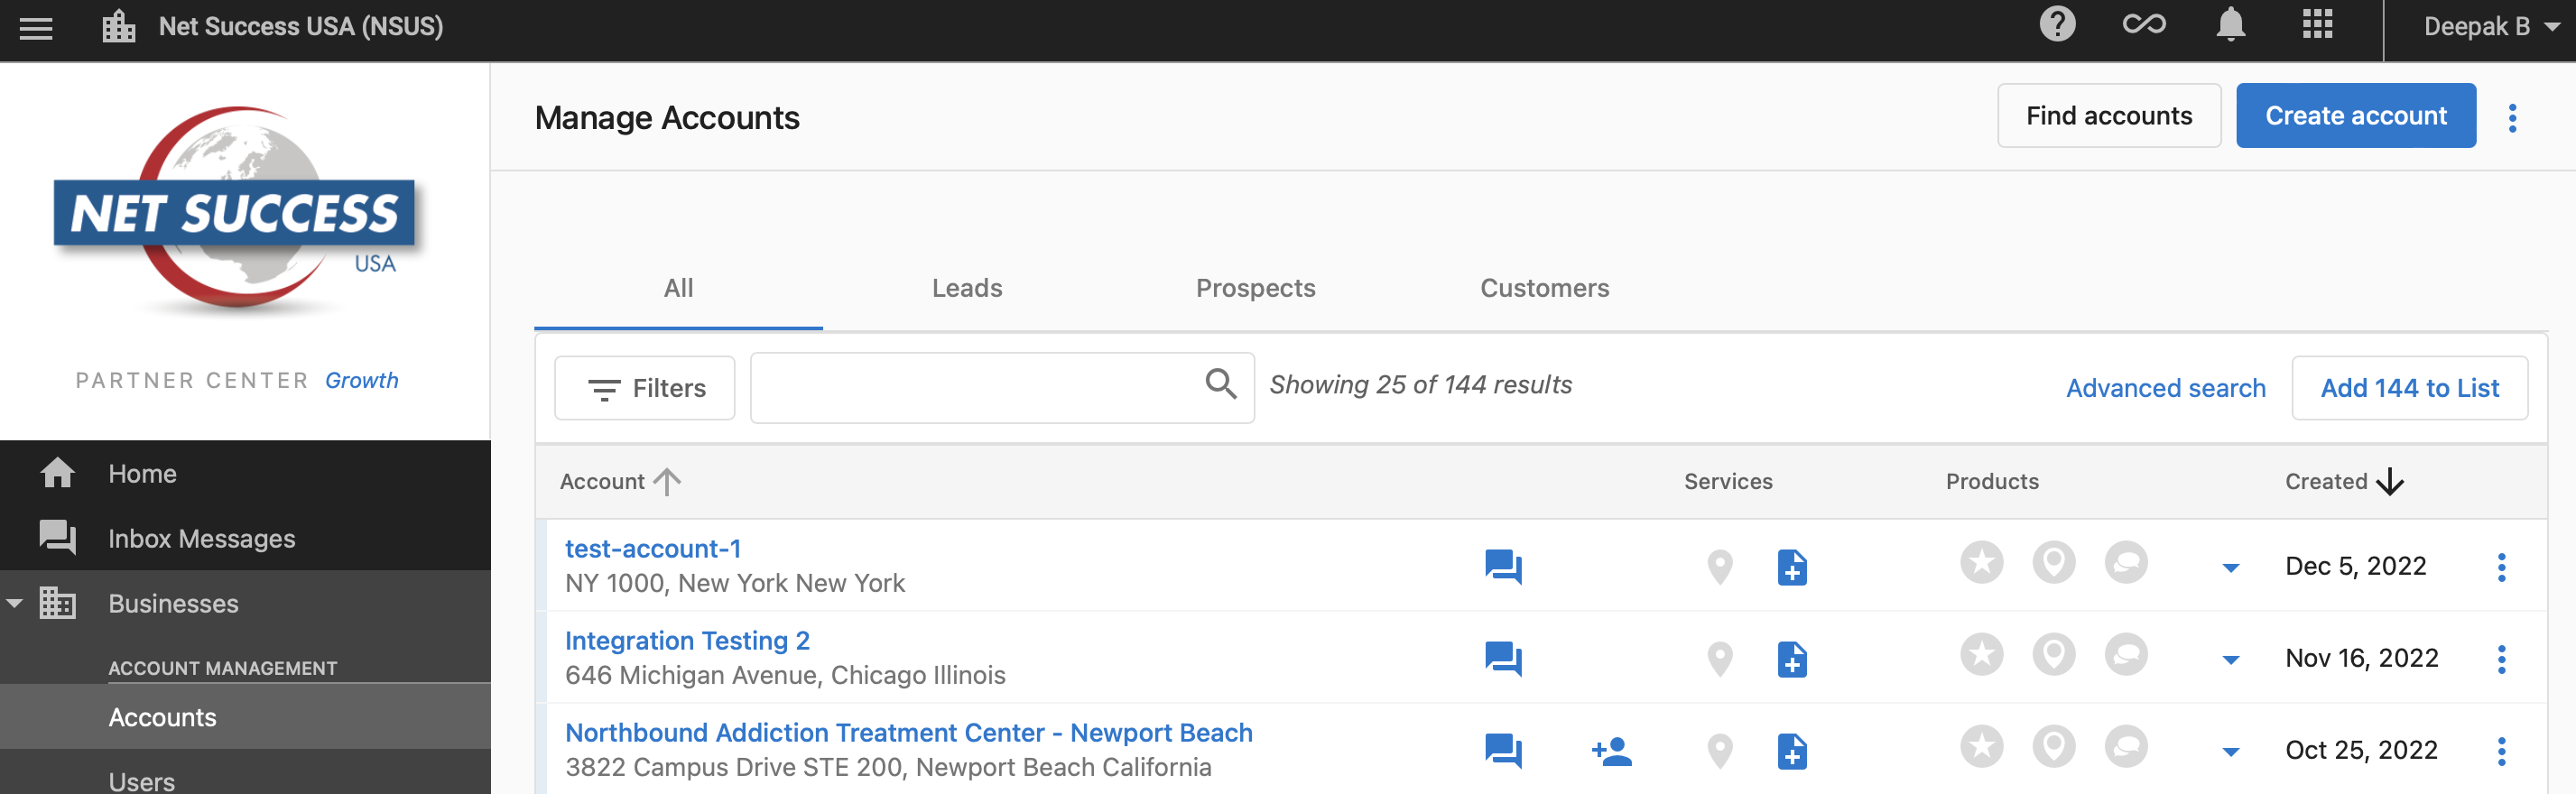 Net Success USA (NSUS)
Deepak B
NET SUCCESS
USA
PARTNER CENTER Growth
Home
Inbox Messages
Businesses
ACCOUNT MANAGEMENT
Accounts
Users
Manage Accounts
Find accounts
Create account
All Leads Prospects Customers
Filters
Showing 25 of 144 results
Advanced search
Add 144 to List
Account Services Products Created
test-account-1
NY 1000, New York New York
Dec 5, 2022
Integration Testing 2
646 Michigan Avenue, Chicago Illinois
Nov 16, 2022
Northbound Addiction Treatment Center - Newport Beach
3822 Campus Drive STE 200, Newport Beach California
Oct 25, 2022